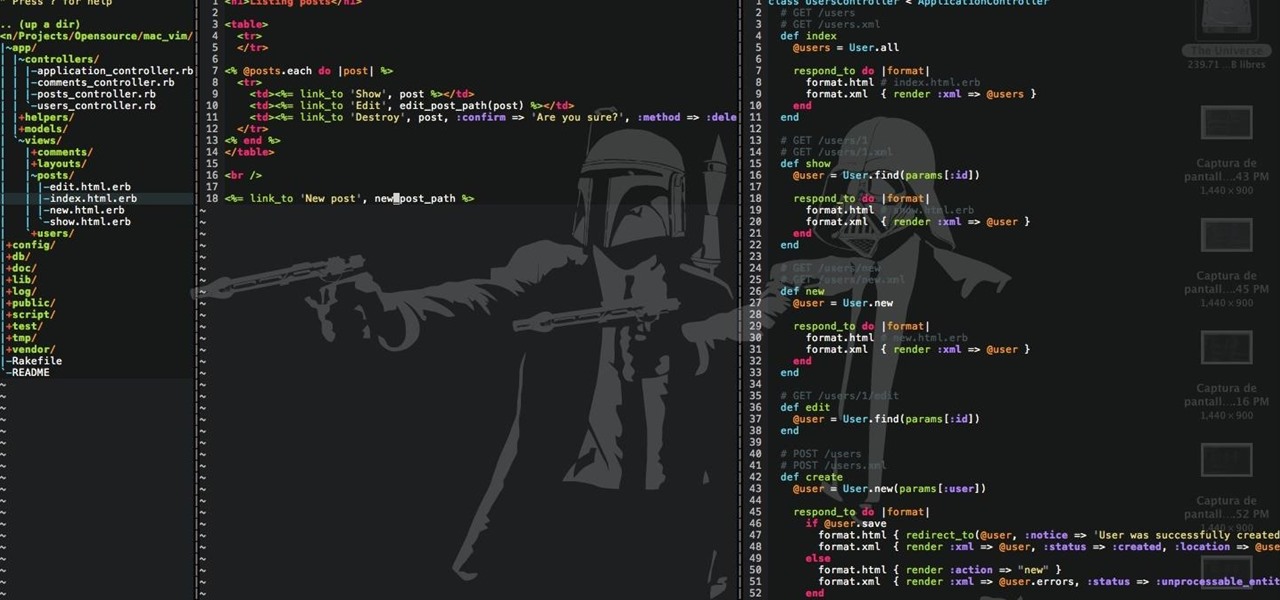 " Press ? for help
.. (up a dir)
<n/Projects/Opensource/mac_vim/
|~app/
| |~controllers/
| | |-application_controller.rb
| | |-comments_controller.rb
| | |-posts_controller.rb
| | `-users_controller.rb
| |+helpers/
| |+models/
| `~views/
|   |+comments/
|   |+layouts/
|   |~posts/
|   | |-edit.html.erb
|   | |-index.html.erb
|   | |-new.html.erb
|   | `-show.html.erb
|   `+users/
|+config/
|+db/
|+doc/
|+lib/
|+log/
|+public/
|+script/
|+test/
|+tmp/
|+vendor/
|-Rakefile
`-README
1 <h1>Listing posts</h1>
2
3 <table>
4   <tr>
5   </tr>
6
7 <% @posts.each do |post| %>
8   <tr>
9     <td><%= link_to 'Show', post %></td>
10     <td><%= link_to 'Edit', edit_post_path(post) %></td>
11     <td><%= link_to 'Destroy', post, :confirm => 'Are you sure?', :method => :dele
12   </tr>
13 <% end %>
14 </table>
15
16 <br />
17
18 <%= link_to 'New post', new_post_path %>
1 class UsersController < ApplicationController
2   # GET /users
3   # GET /users.xml
4   def index
5     @users = User.all
6
7     respond_to do |format|
8       format.html # index.html.erb
9       format.xml  { render :xml => @users }
10     end
11   end
12
13   # GET /users/1
14   # GET /users/1.xml
15   def show
16     @user = User.find(params[:id])
17
18     respond_to do |format|
19       format.html # show.html.erb
20       format.xml  { render :xml => @user }
21     end
22   end
23
24   # GET /users/new
25   # GET /users/new.xml
26   def new
27     @user = User.new
28
29     respond_to do |format|
30       format.html # new.html.erb
31       format.xml  { render :xml => @user }
32     end
33   end
34
35   # GET /users/1/edit
36   def edit
37     @user = User.find(params[:id])
38   end
39
40   # POST /users
41   # POST /users.xml
42   def create
43     @user = User.new(params[:user])
44
45     respond_to do |format|
46       if @user.save
47         format.html { redirect_to(@user, :notice => 'User was successfully created
48         format.xml  { render :xml => @user, :status => :created, :location => @use
49       else
50         format.html { render :action => "new" }
51         format.xml  { render :xml => @user.errors, :status => :unprocessable_entit
52       end
The Universe
239,71 ...8 libres
Captura de
pantall....43 PM
1,440 × 900
Captura de
pantall....45 PM
1,440 × 900
Captura de
pantall....16 PM
1,440 × 900
Captura de
pantall....52 PM
1,440 × 900